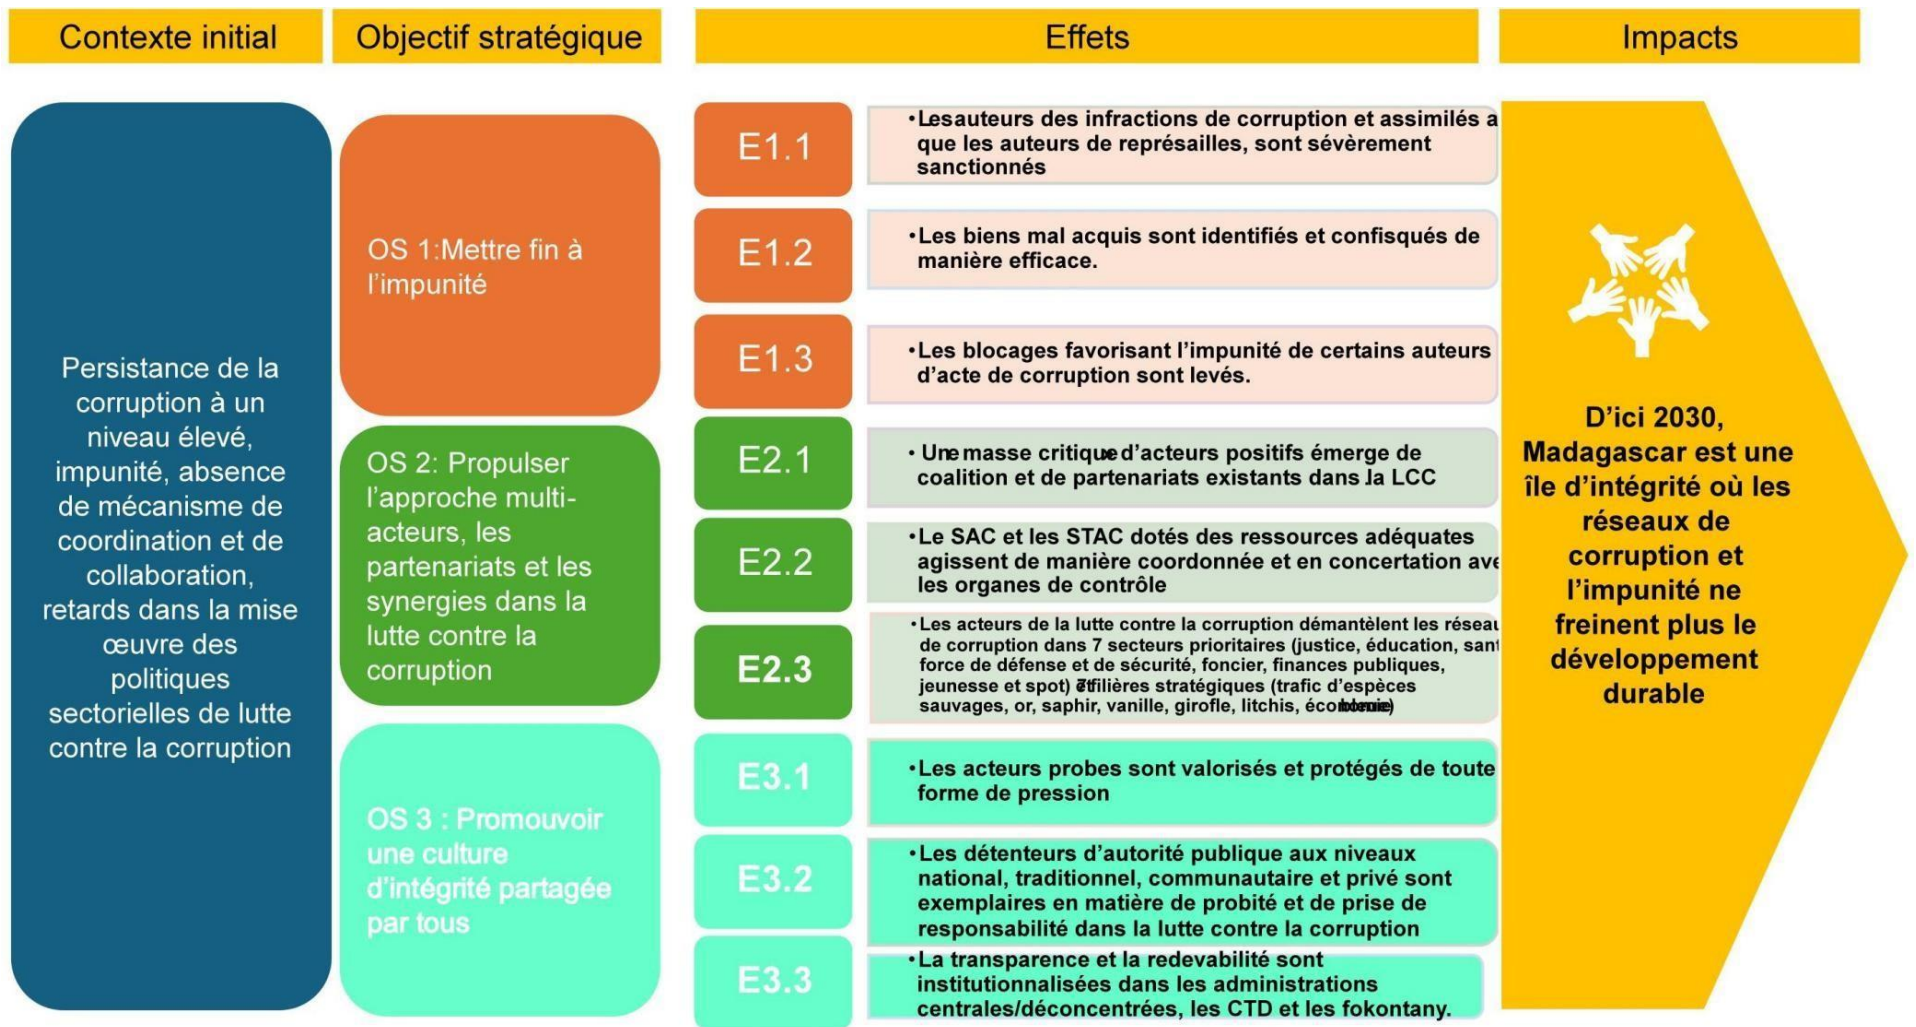 Contexte initial
Objectif stratégique
Effets
Impacts
Persistance de la
corruption à un
niveau élevé,
impunité, absence
de mécanisme de
coordination et de
collaboration,
retards dans la mise
œuvre des
politiques
sectorielles de lutte
contre la corruption
OS 1:Mettre fin à
l’impunité
E1.1
•Lesauteurs des infractions de corruption et assimilés a
que les auteurs de représailles, sont sévèrement
sanctionnés
E1.2
•Les biens mal acquis sont identifiés et confisqués de
manière efficace.
E1.3
•Les blocages favorisant l’impunité de certains auteurs
d’acte de corruption sont levés.
OS 2: Propulser
l’approche multi-
acteurs, les
partenariats et les
synergies dans la
lutte contre la
corruption
E2.1
• Une masse critique d’acteurs positifs émerge de
coalition et de partenariats existants dans la LCC
E2.2
•Le SAC et les STAC dotés des ressources adéquates
agissent de manière coordonnée et en concertation ave
les organes de contrôle
E2.3
•Les acteurs de la lutte contre la corruption démantèlent les réseau
de corruption dans 7 secteurs prioritaires (justice, éducation, sant
force de défense et de sécurité, foncier, finances publiques,
jeunesse et spot) et 7 filières stratégiques (trafic d’espèces
sauvages, or, saphir, vanille, girofle, litchis, économie bleue)
OS 3 : Promouvoir
une culture
d’intégrité partagée
par tous
E3.1
•Les acteurs probes sont valorisés et protégés de toute
forme de pression
E3.2
•Les détenteurs d’autorité publique aux niveaux
national, traditionnel, communautaire et privé sont
exemplaires en matière de probité et de prise de
responsabilité dans la lutte contre la corruption
E3.3
•La transparence et la redevabilité sont
institutionnalisées dans les administrations
centrales/déconcentrées, les CTD et les fokontany.
D’ici 2030,
Madagascar est une
île d’intégrité où les
réseaux de
corruption et
l’impunité ne
freinent plus le
développement
durable